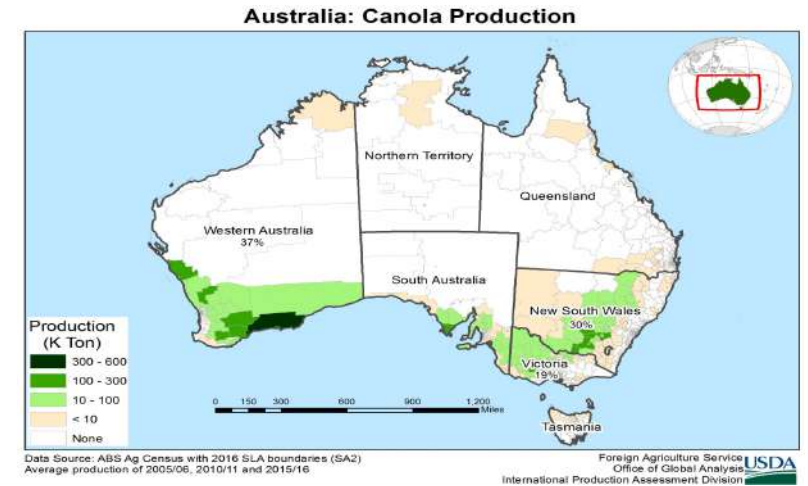 Australia: Canola Production
Northern Territory
Queensland
Western Australia
37%
South Australia
New South Wales
30%
Victoria
19%
Tasmania
Production
(K Ton)
300 - 600
100 - 300
10 - 100
< 10
None
0 150 300 600 900 1,200
Miles
Data Source: ABS Ag Census with 2016 SLA boundaries (SA2)
Average production of 2005/06, 2010/11 and 2015/16
Foreign Agriculture Service
Office of Global Analysis
International Production Assessment Division
USDA